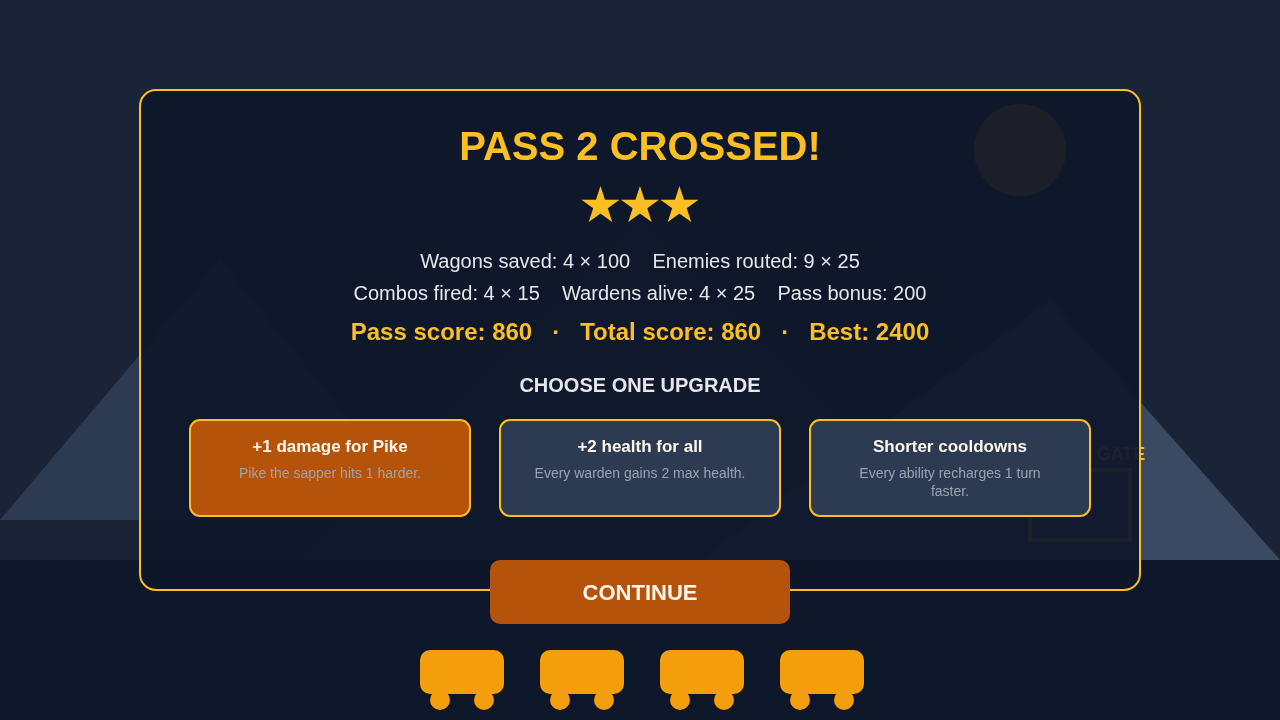 PASS 2 CROSSED!
★★★
Wagons saved: 4 × 100 Enemies routed: 9 × 25
Combos fired: 4 × 15 Wardens alive: 4 × 25 Pass bonus: 200
Pass score: 860 · Total score: 860 · Best: 2400
CHOOSE ONE UPGRADE
+1 damage for Pike
Pike the sapper hits 1 harder.
+2 health for all
Every warden gains 2 max health.
Shorter cooldowns
Every ability recharges 1 turn
faster.
GATE
CONTINUE